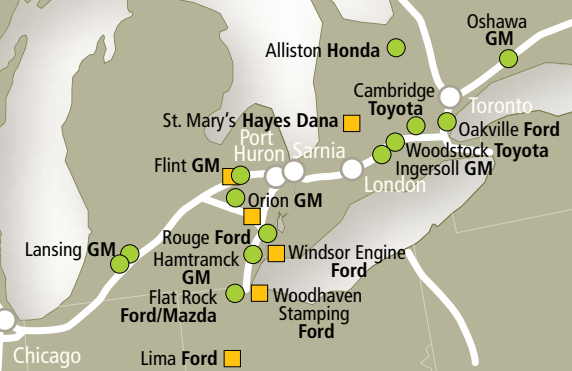 Oshawa
GM
Alliston Honda
Cambridge
Toyota
Toronto
St. Mary's Hayes Dana
Oakville Ford
Port
Huron
Sarnia
Woodstock Toyota
Flint GM
Ingersoll GM
London
Orion GM
Rouge Ford
Lansing GM
Hamtramck
GM
Windsor Engine
Ford
Flat Rock
Ford/Mazda
Woodhaven
Stamping
Ford
Chicago
Lima Ford